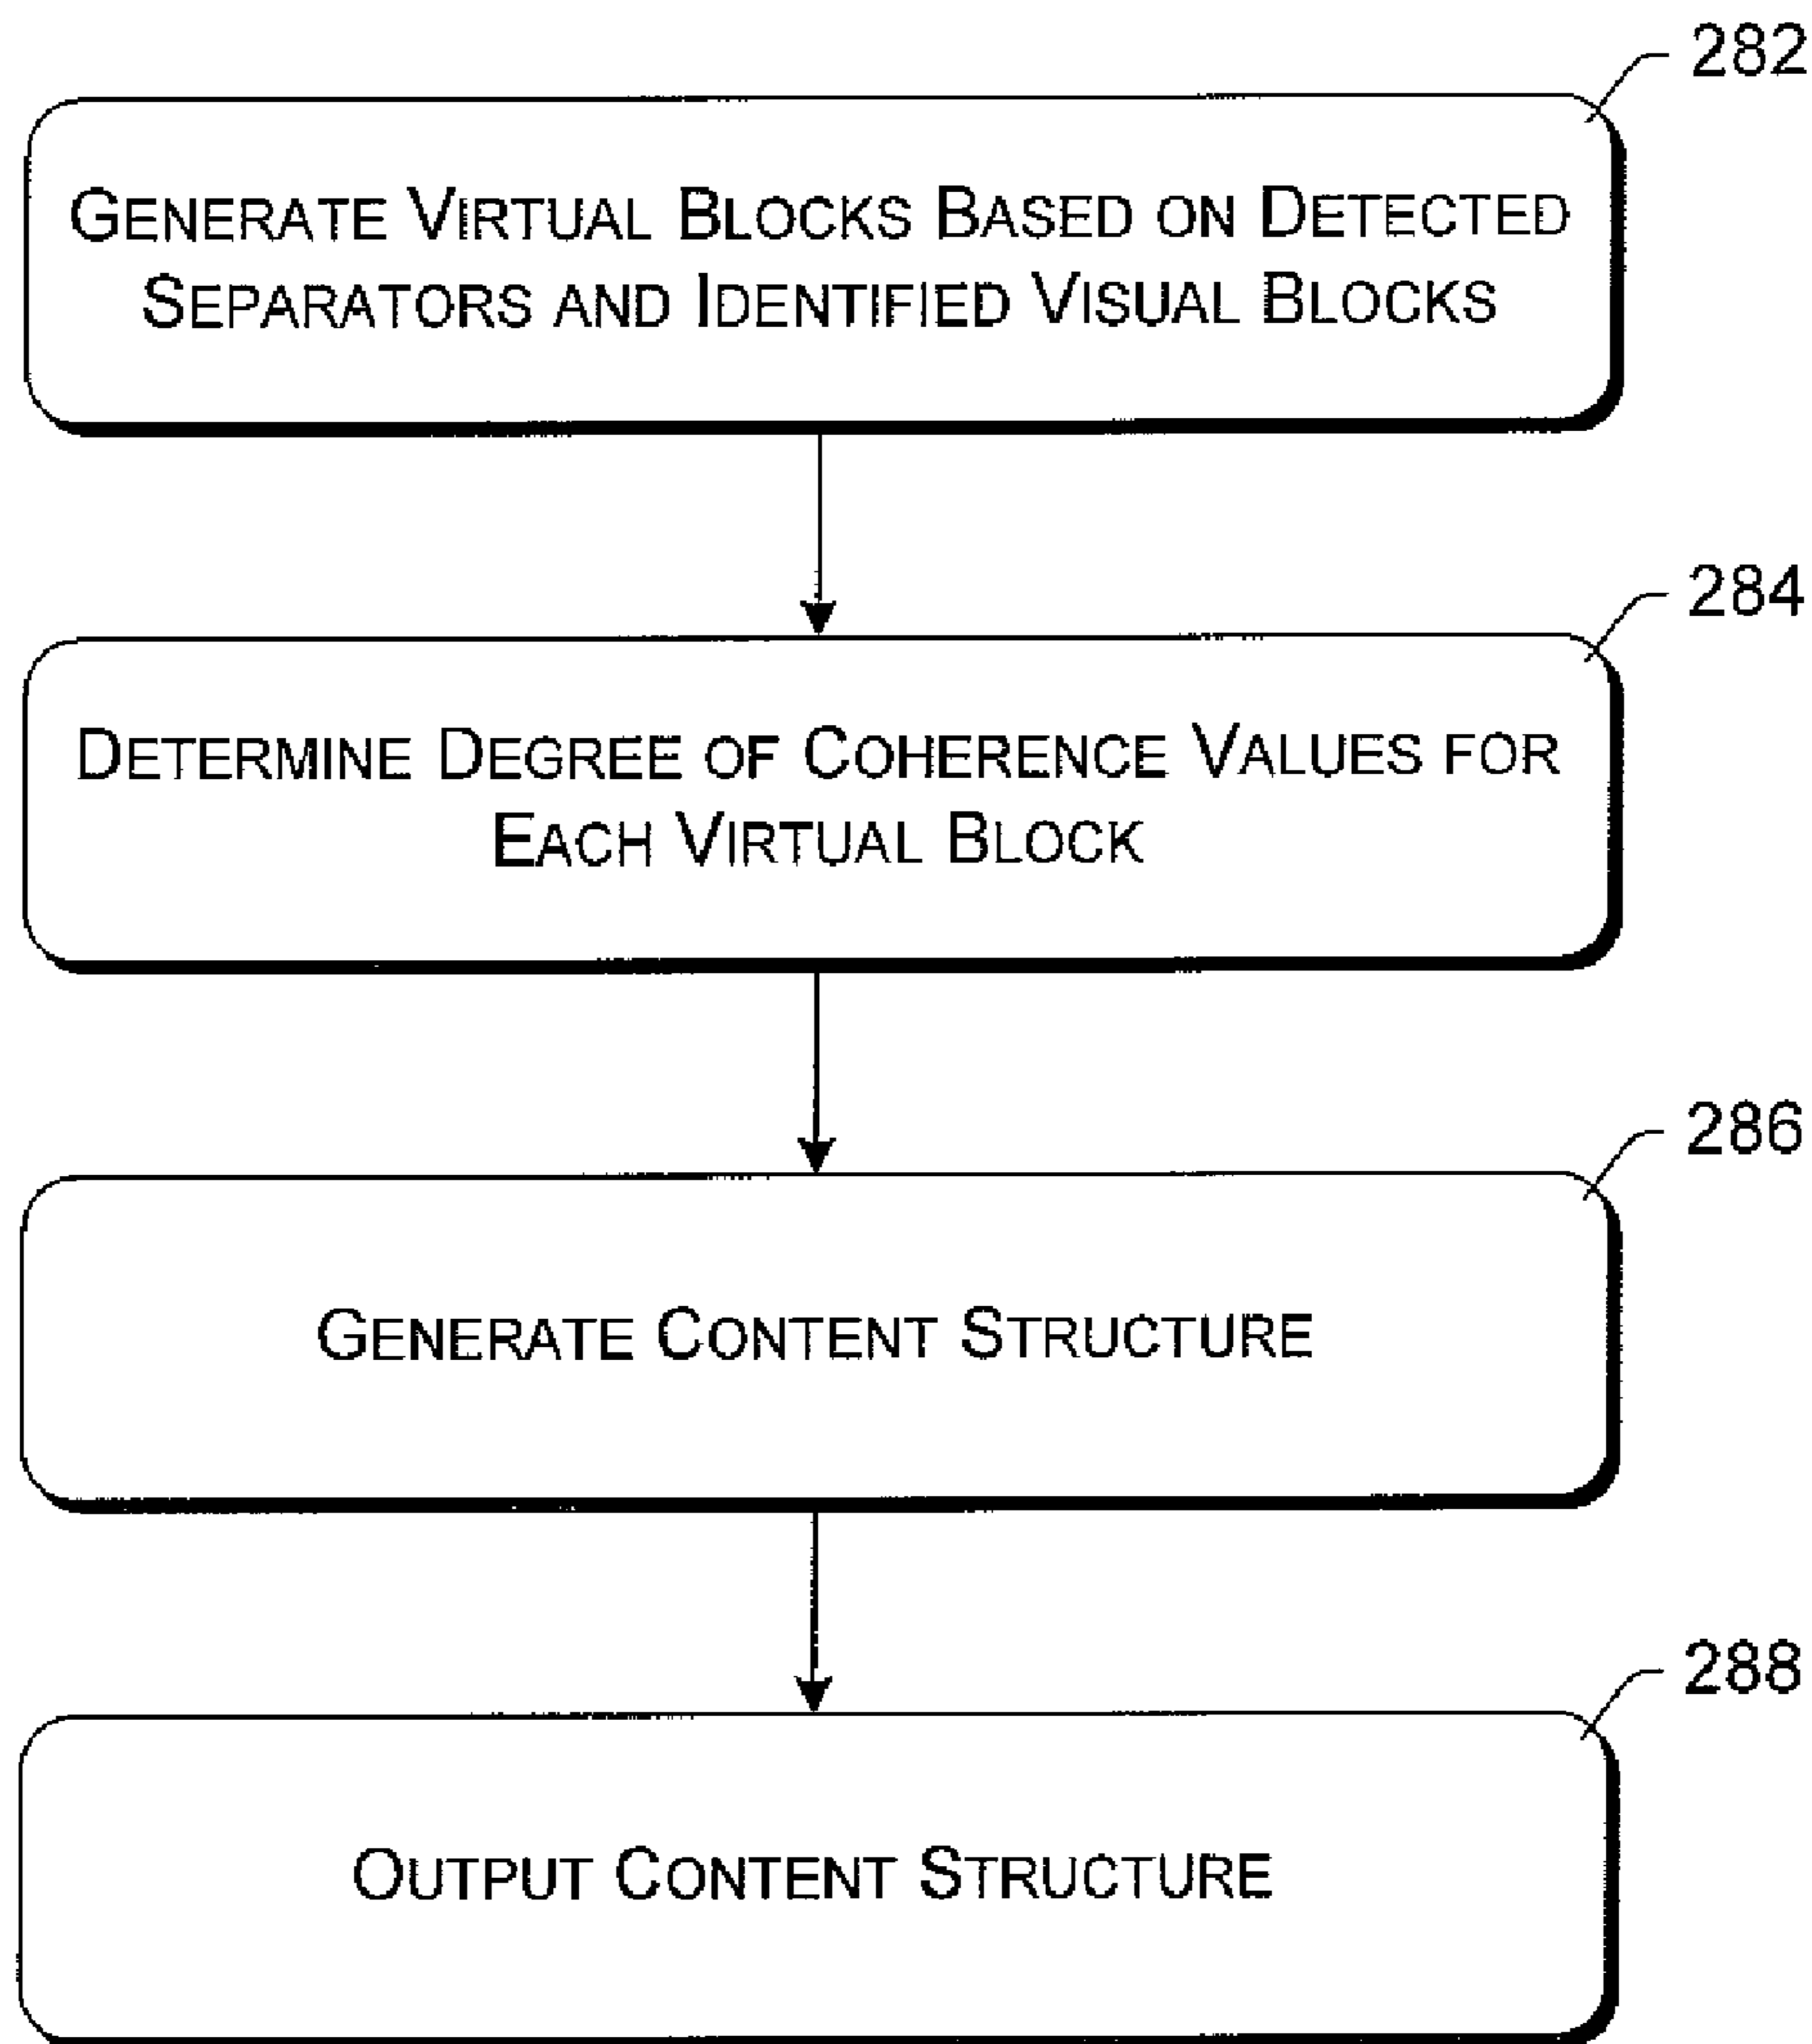 282
GENERATE VIRTUAL BLOCKS BASED ON DETECTED
SEPARATORS AND IDENTIFIED VISUAL BLOCKS
284
DETERMINE DEGREE OF COHERENCE VALUES FOR
EACH VIRTUAL BLOCK
286
GENERATE CONTENT STRUCTURE
288
OUTPUT CONTENT STRUCTURE